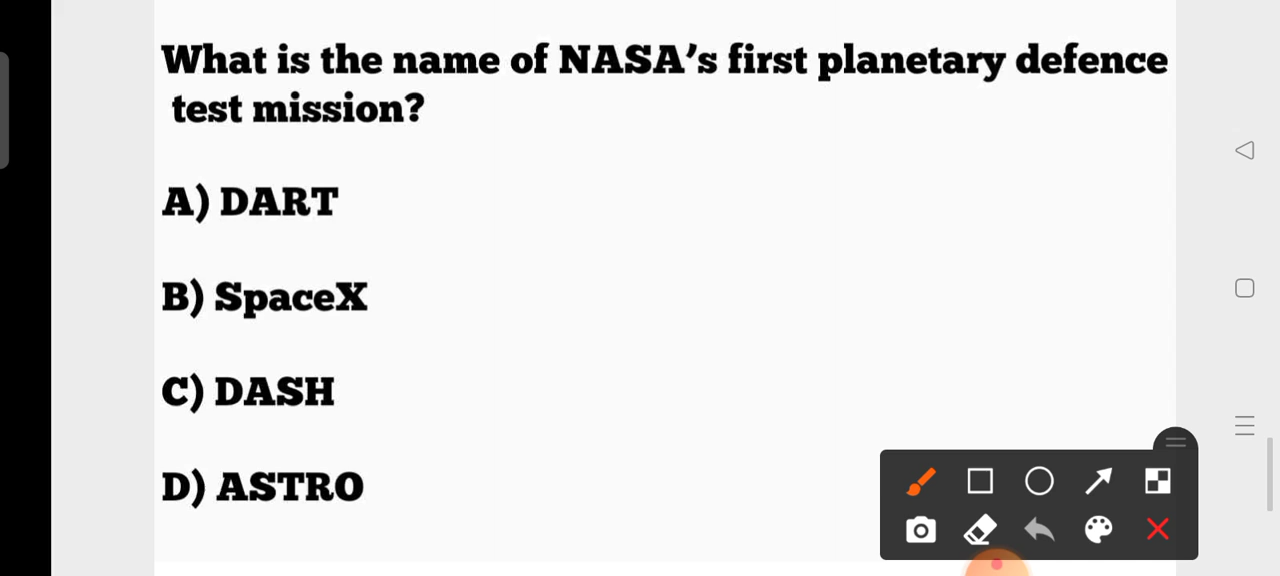 What is the name of NASA’s first planetary defence
test mission?
A) DART
B) SpaceX
C) DASH
D) ASTRO